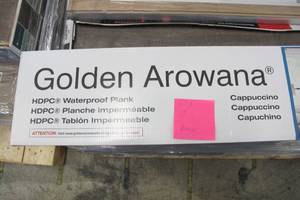 Golden Arowana®
HDPC® Waterproof Plank Cappuccino
HDPC® Planche Imperméable Cappuccino
HDPC® Tablón Impermeable Capuchino
ATTENTION: